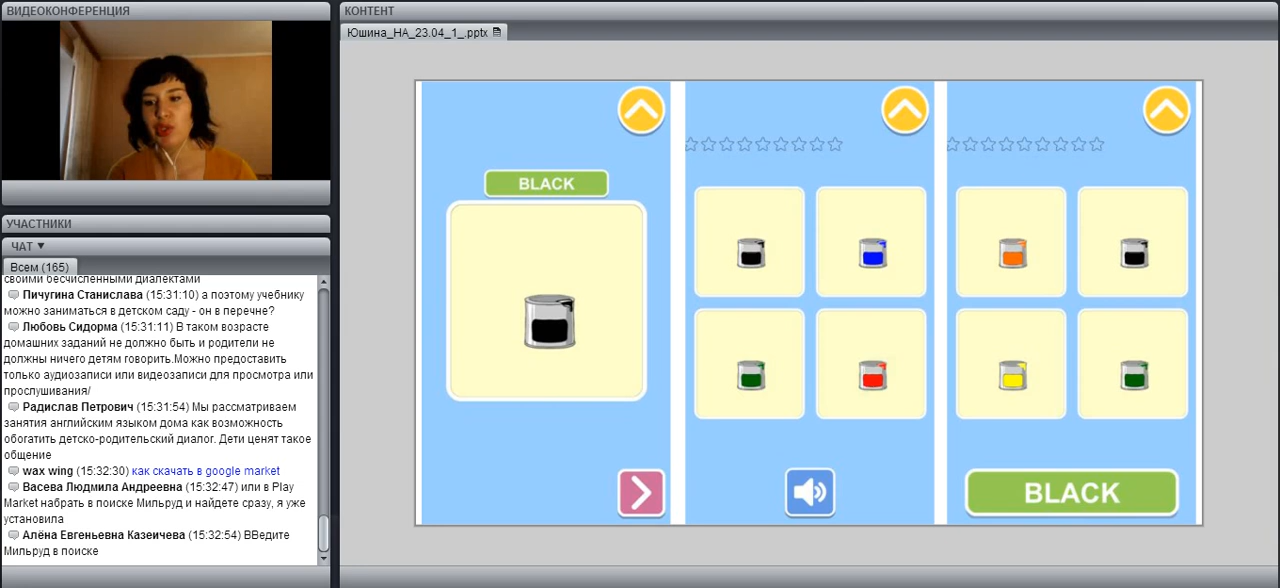 ВИДЕОКОНФЕРЕНЦИЯ
УЧАСТНИКИ
ЧАТ ▼
Всем (165)
своими бесчисленными диалектами
Пичугина Станислава (15:31:10) а поэтому учебнику
можно заниматься в детском саду - он в перечне?
Любовь Сидорма (15:31:11) В таком возрасте
домашних заданий не должно быть и родители не
должны ничего детям говорить.Можно предоставить
только аудиозаписи или видеозаписи для просмотра или
прослушивания/
Радислав Петрович (15:31:54) Мы рассматриваем
занятия английским языком дома как возможность
обогатить детско-родительский диалог. Дети ценят такое
общение
wax wing (15:32:30) как скачать в google market
Васева Людмила Андреевна (15:32:47) или в Play
Market набрать в поиске Мильруд и найдете сразу, я уже
установила
Алёна Евгеньевна Казеичева (15:32:54) ВВедите
Мильруд в поиске
КОНТЕНТ
Юшина_НА_23.04_1_.pptx
BLACK
BLACK